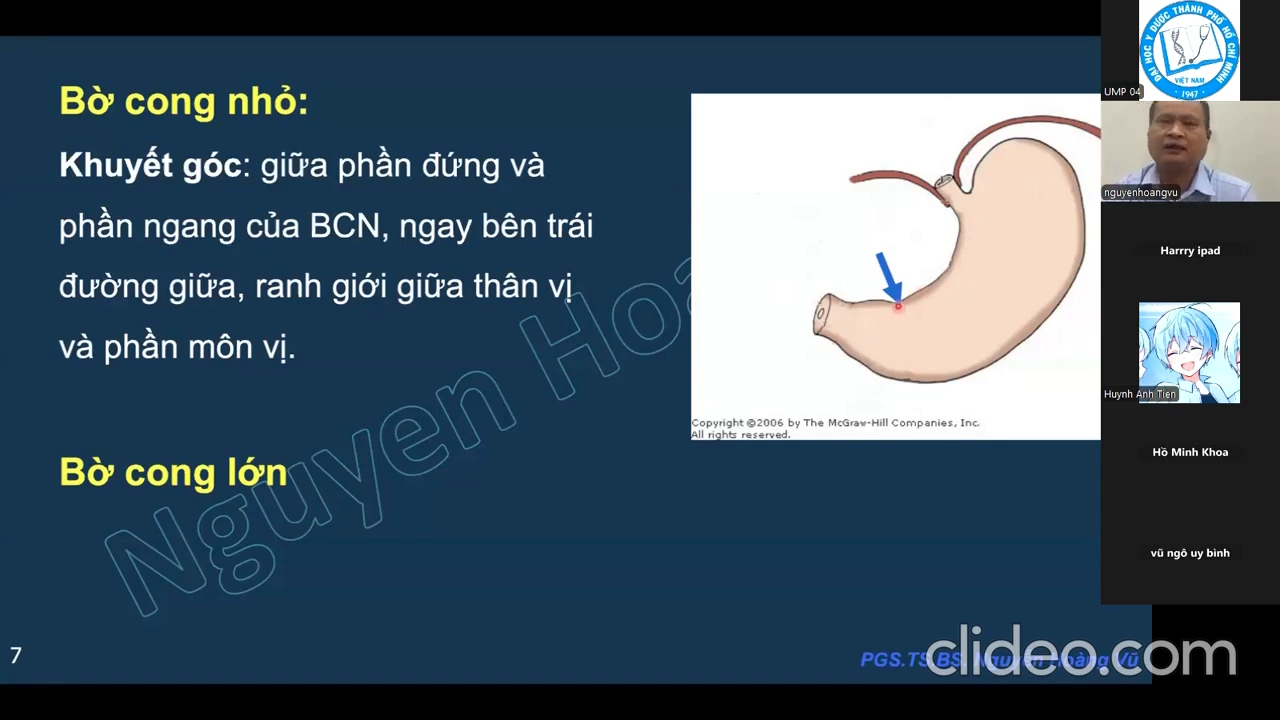 Bờ cong nhỏ:
Khuyết góc: giữa phần đứng và
phần ngang của BCN, ngay bên trái
đường giữa, ranh giới giữa thân vị
và phần môn vị.
Bờ cong lớn
Nguyen Hoa
Copyright ©2006 by The McGraw-Hill Companies, Inc.
All rights reserved.
7
PGS.TS.BS. Nguyễn Hoàng Vũ
clideo.com
ĐẠI HỌC Y DƯỢC THÀNH PHỐ HỒ CHÍ MINH
VIỆT NAM
1947
UMP 04
nguyenhoangvu
Harrry ipad
Huynh Anh Tien
Hồ Minh Khoa
vũ ngô uy bình